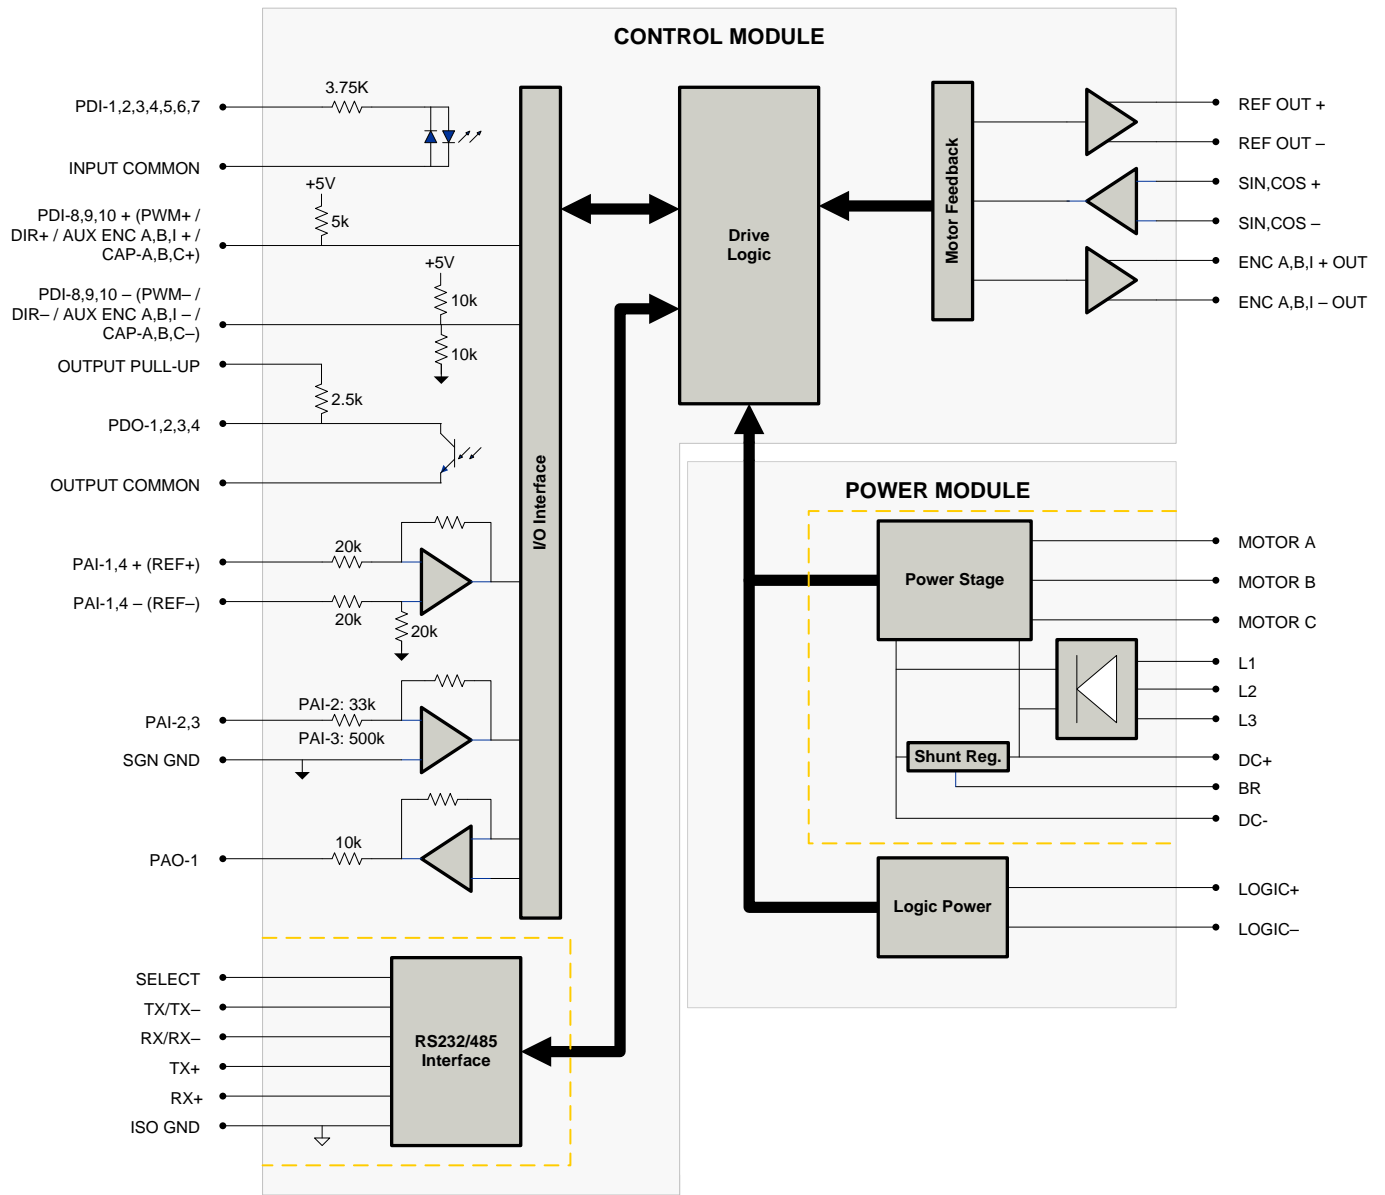 CONTROL MODULE
PDI-1,2,3,4,5,6,7
3.75K
INPUT COMMON
+5V
PDI-8,9,10 + (PWM+ /
DIR+ / AUX ENC A,B,I + /
CAP-A,B,C+)
5k
+5V
PDI-8,9,10 – (PWM– /
DIR– / AUX ENC A,B,I – /
CAP-A,B,C–)
10k
10k
OUTPUT PULL-UP
2.5k
PDO-1,2,3,4
OUTPUT COMMON
PAI-1,4 + (REF+)
20k
PAI-1,4 – (REF–)
20k
20k
PAI-2: 33k
PAI-2,3
PAI-3: 500k
SGN GND
PAO-1
10k
I/O Interface
SELECT
TX/TX–
RX/RX–
TX+
RX+
ISO GND
RS232/485
Interface
Drive
Logic
Motor Feedback
REF OUT +
REF OUT –
SIN,COS +
SIN,COS –
ENC A,B,I + OUT
ENC A,B,I – OUT
POWER MODULE
Power Stage
MOTOR A
MOTOR B
MOTOR C
L1
L2
L3
Shunt Reg.
DC+
BR
DC-
Logic Power
LOGIC+
LOGIC–